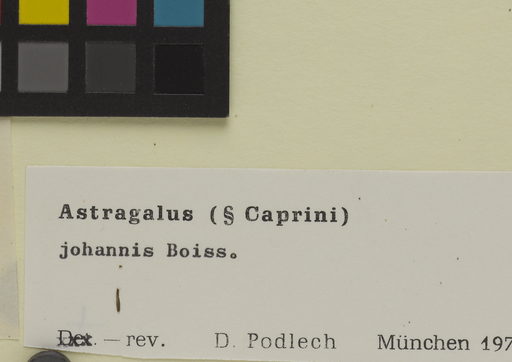 Astragalus (§ Caprini)
johannis Boiss.
Det. — rev. D. Podlech München 197